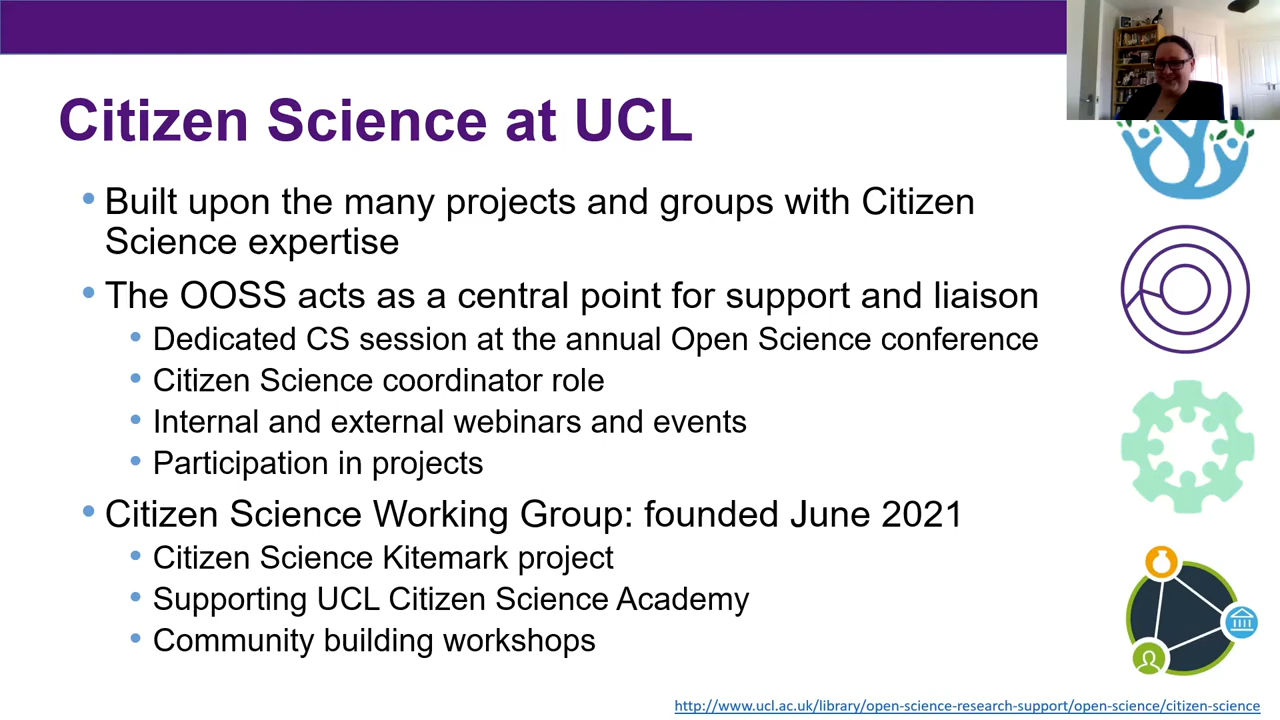 Citizen Science at UCL
• Built upon the many projects and groups with Citizen
Science expertise
• The OOSS acts as a central point for support and liaison
• Dedicated CS session at the annual Open Science conference
• Citizen Science coordinator role
• Internal and external webinars and events
• Participation in projects
• Citizen Science Working Group: founded June 2021
• Citizen Science Kitemark project
• Supporting UCL Citizen Science Academy
• Community building workshops
http://www.ucl.ac.uk/library/open-science-research-support/open-science/citizen-science